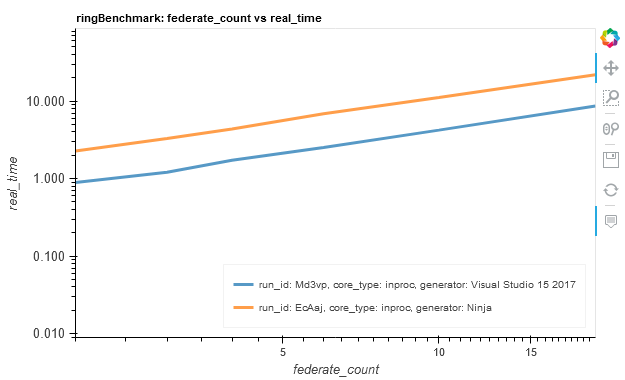 ringBenchmark: federate_count vs real_time
10.000
1.000
0.100
0.010
real_time
run_id: Md3vp, core_type: inproc, generator: Visual Studio 15 2017
run_id: EcAaj, core_type: inproc, generator: Ninja
5
10
15
federate_count